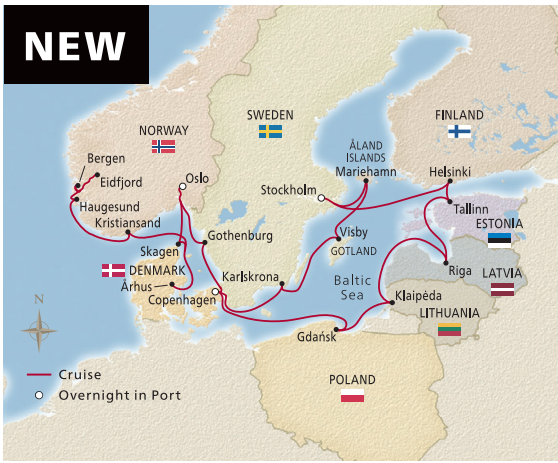 NEW
SWEDEN
FINLAND
NORWAY
ÅLAND
ISLANDS
Mariehamn
Bergen
Eidfjord
Oslo
Helsinki
Stockholm
Haugesund
Tallinn
Kristiansand
ESTONIA
Visby
Gothenburg
Skagen
GOTLAND
DENMARK
Riga
LATVIA
Karlskrona
Baltic
Sea
Århus
Copenhagen
Klaipėda
LITHUANIA
N
Gdańsk
Cruise
POLAND
Overnight in Port